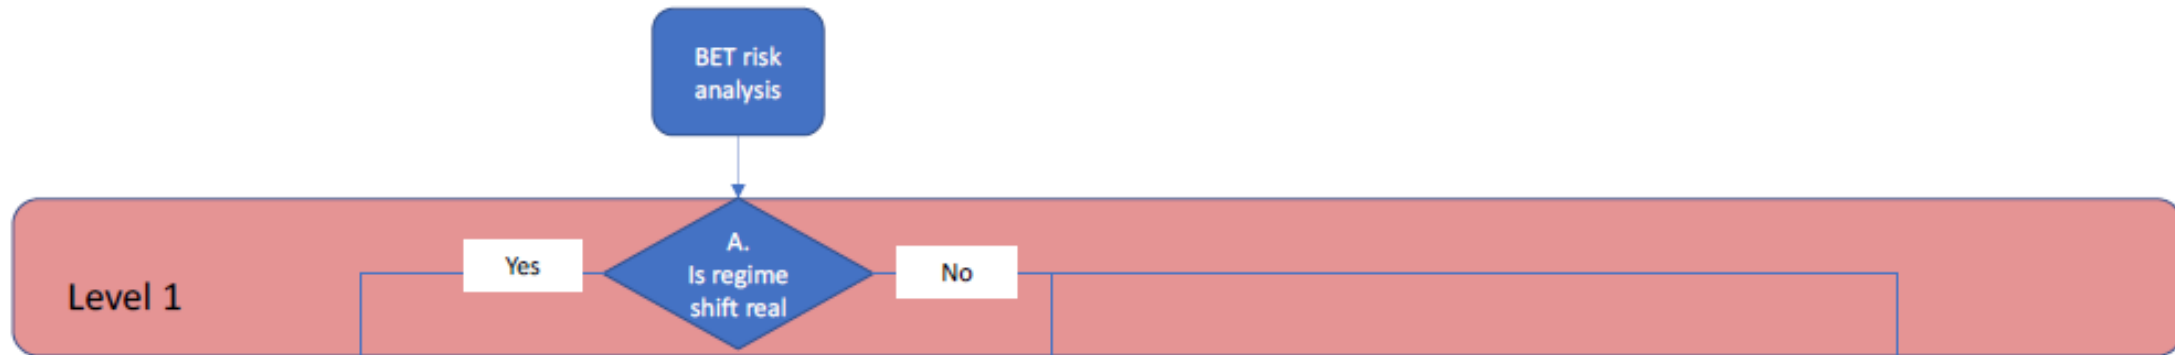 BET risk
analysis
A.
Is regime
shift real
Yes
No
Level 1